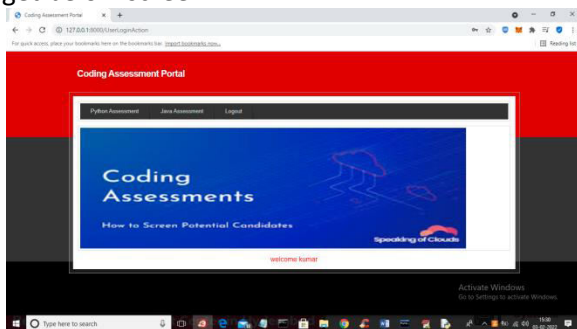 Coding Assessment Portal
127.0.0.1:8000/UserLoginAction
For quick access, place your bookmarks here on the bookmarks bar. Import bookmarks now...
Reading list
Coding Assessment Portal
Python Assessment Java Assessment Logout
Coding
Assessments
How to Screen Potential Candidates
Speaking of Clouds
welcome kumar
Activate Windows
Go to Settings to activate Windows.
Type here to search
15:30